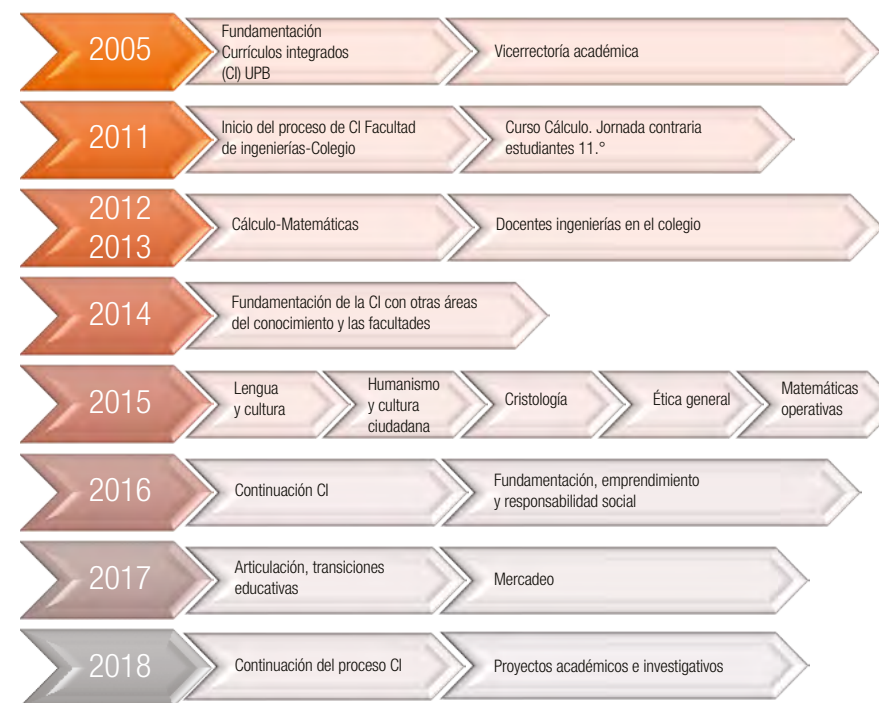 2005
Fundamentación
Currículos integrados
(CI) UPB
Vicerrectoría académica
2011
Inicio del proceso de CI Facultad
de ingenierías-Colegio
Curso Cálculo. Jornada contraria
estudiantes 11.°
2012
2013
Cálculo-Matemáticas
Docentes ingenierías en el colegio
2014
Fundamentación de la CI con otras áreas
del conocimiento y las facultades
2015
Lengua
y cultura
Humanismo
y cultura
ciudadana
Cristología
Ética general
Matemáticas
operativas
2016
Continuación CI
Fundamentación, emprendimiento
y responsabilidad social
2017
Articulación, transiciones
educativas
Mercadeo
2018
Continuación del proceso CI
Proyectos académicos e investigativos